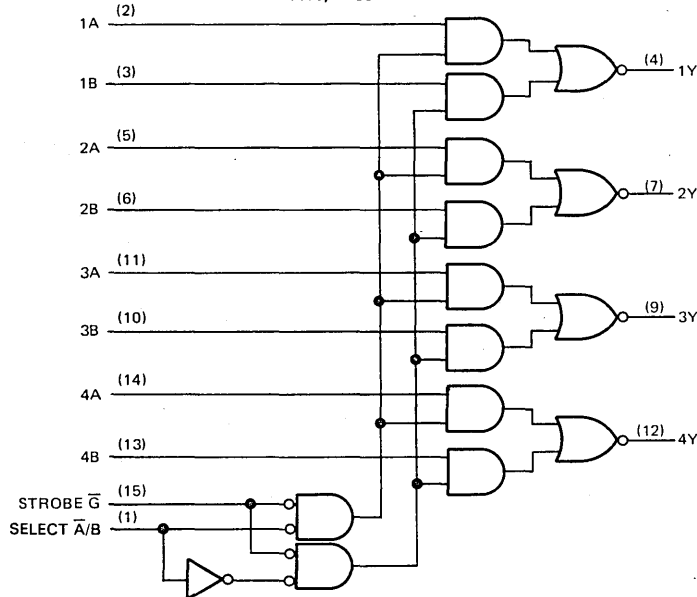 1A (2)
(4) 1Y
1B (3)
2A (5)
(7) 2Y
2B (6)
3A (11)
(9) 3Y
3B (10)
4A (14)
(12) 4Y
4B (13)
STROBE G̅ (15)
SELECT A̅/B (1)